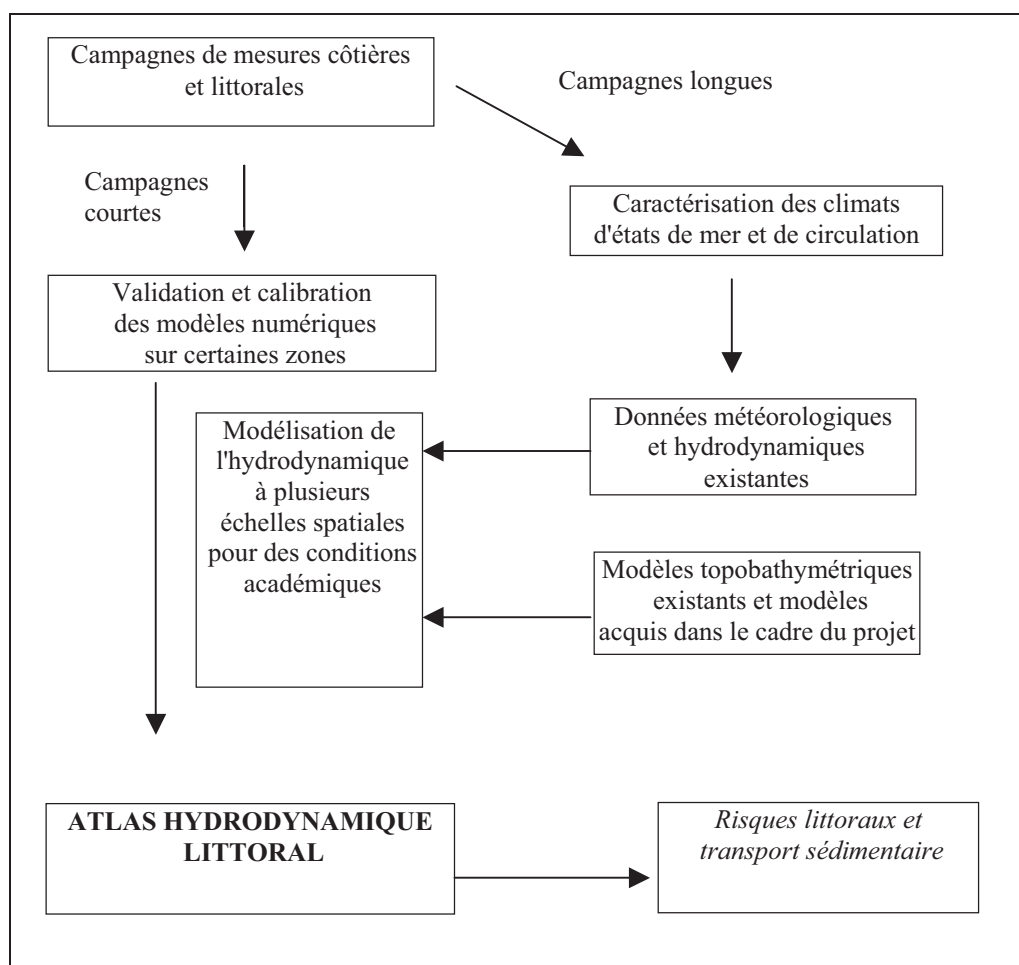 Campagnes de mesures côtières
et littorales
Campagnes longues
Campagnes
courtes
Caractérisation des climats
d'états de mer et de circulation
Validation et calibration
des modèles numériques
sur certaines zones
Modélisation de
l'hydrodynamique
à plusieurs
échelles spatiales
pour des conditions
académiques
Données météorologiques
et hydrodynamiques
existantes
Modèles topobathymétriques
existants et modèles
acquis dans le cadre du projet
ATLAS HYDRODYNAMIQUE
LITTORAL
Risques littoraux et
transport sédimentaire